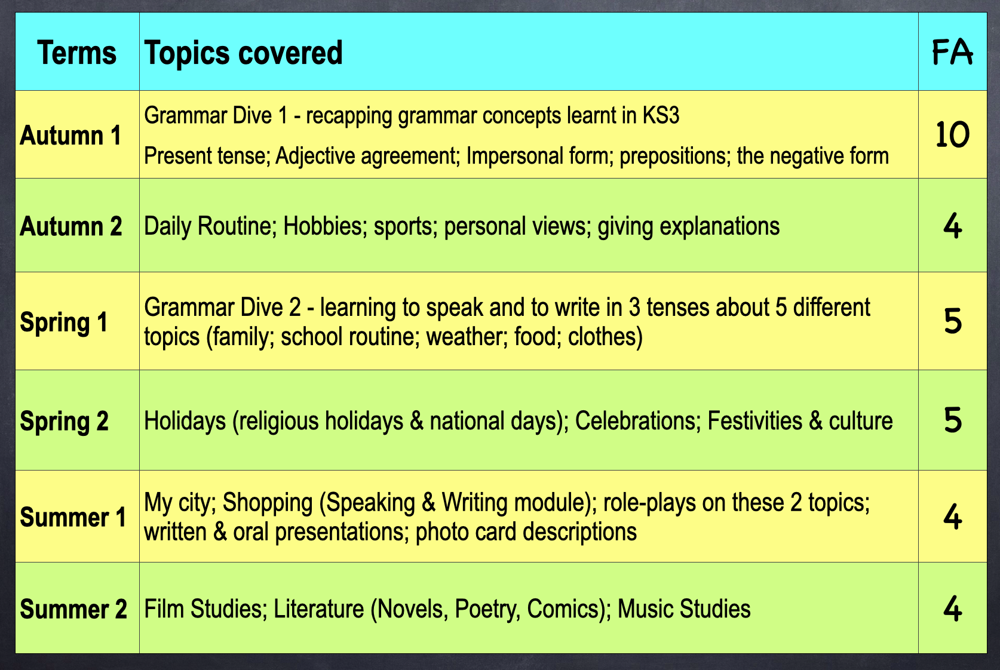 Terms Topics covered FA
Grammar Dive 1 - recapping grammar concepts learnt in KS3
Autumn 1 10
Present tense; Adjective agreement; Impersonal form; prepositions; the negative form
Autumn 2 Daily Routine; Hobbies; sports; personal views; giving explanations 4
Grammar Dive 2 - learning to speak and to write in 3 tenses about 5 different
Spring 1 5
topics (family; school routine; weather; food; clothes)
Spring 2 Holidays (religious holidays & national days); Celebrations; Festivities & culture 5
My city; Shopping (Speaking & Writing module); role-plays on these 2 topics;
Summer 1 4
written & oral presentations; photo card descriptions
Summer 2 Film Studies; Literature (Novels, Poetry, Comics); Music Studies 4